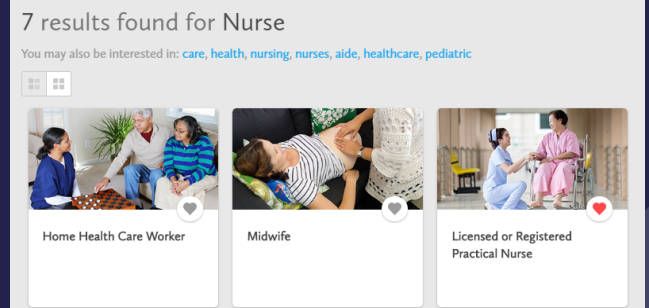 7 results found for Nurse
You may also be interested in: care, health, nursing, nurses, aide, healthcare, pediatric
Home Health Care Worker
Midwife
Licensed or Registered
Practical Nurse